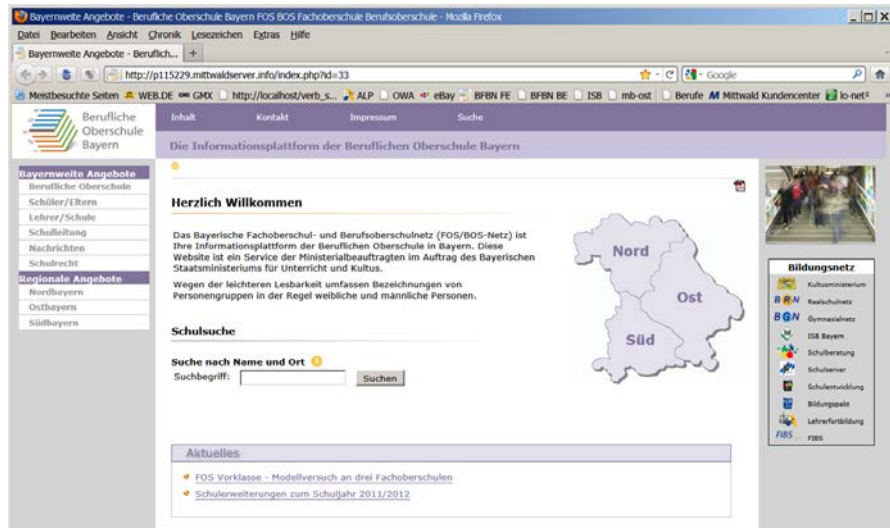 Bayernweite Angebote - Berufliche Oberschule Bayern FOS BOS Fachoberschule Berufsoberschule - Mozilla Firefox
Datei Bearbeiten Ansicht Chronik Lesezeichen Extras Hilfe
Bayernweite Angebote - Beruflich...
http://p115229.mittwaldserver.info/index.php?id=33
Google
Meistbesuchte Seiten WEB.DE GMX http://localhost/verb_s... ALP OWA eBay BFBN FE BFBN BE ISB mb-ost Berufe Mittwald Kundencenter lo-net²
Berufliche
Oberschule
Bayern
Inhalt Kontakt Impressum Suche
Die Informationsplattform der Beruflichen Oberschule Bayern
Bayernweite Angebote
Berufliche Oberschule
Schüler/Eltern
Lehrer/Schule
Schulleitung
Nachrichten
Schulrecht
Regionale Angebote
Nordbayern
Ostbayern
Südbayern
Herzlich Willkommen
Das Bayerische Fachoberschul- und Berufsoberschulnetz (FOS/BOS-Netz) ist
Ihre Informationsplattform der Beruflichen Oberschule in Bayern. Diese
Website ist ein Service der Ministerialbeauftragten im Auftrag des Bayerischen
Staatsministeriums für Unterricht und Kultus.
Wegen der leichteren Lesbarkeit umfassen Bezeichnungen von
Personengruppen in der Regel weibliche und männliche Personen.
Schulsuche
Suche nach Name und Ort
Suchbegriff: Suchen
Nord
Ost
Süd
Aktuelles
FOS Vorklasse - Modellversuch an drei Fachoberschulen
Schulerweiterungen zum Schuljahr 2011/2012
Bildungsnetz
Kultusministerium
BRN Realschulnetz
BGN Gymnasialnetz
ISB Bayern
Schulberatung
Schulserver
Schulentwicklung
Bildungspakt
Lehrerfortbildung
FIBS FIBS